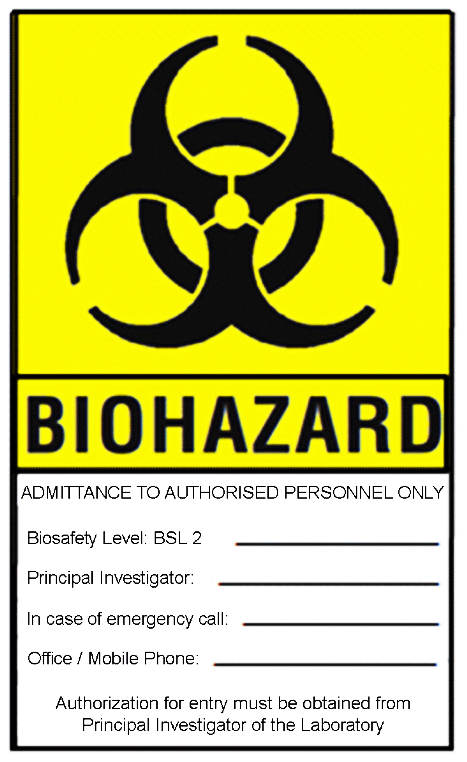 BIOHAZARD
ADMITTANCE TO AUTHORISED PERSONNEL ONLY
Biosafety Level: BSL 2
Principal Investigator:
In case of emergency call:
Office / Mobile Phone:
Authorization for entry must be obtained from
Principal Investigator of the Laboratory